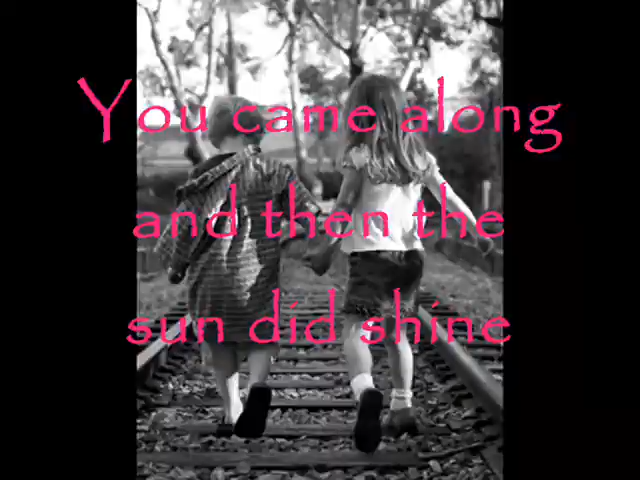 You came along
and then the
sun did shine